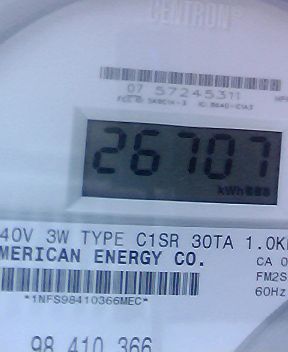 CENTRON®
07 57245311
26707
kWh
40V 3W TYPE C1SR 30TA 1.0K
MERICAN ENERGY CO.
CA 0
FM2S
*1NFS98410366MEC*
60Hz
98 410 366